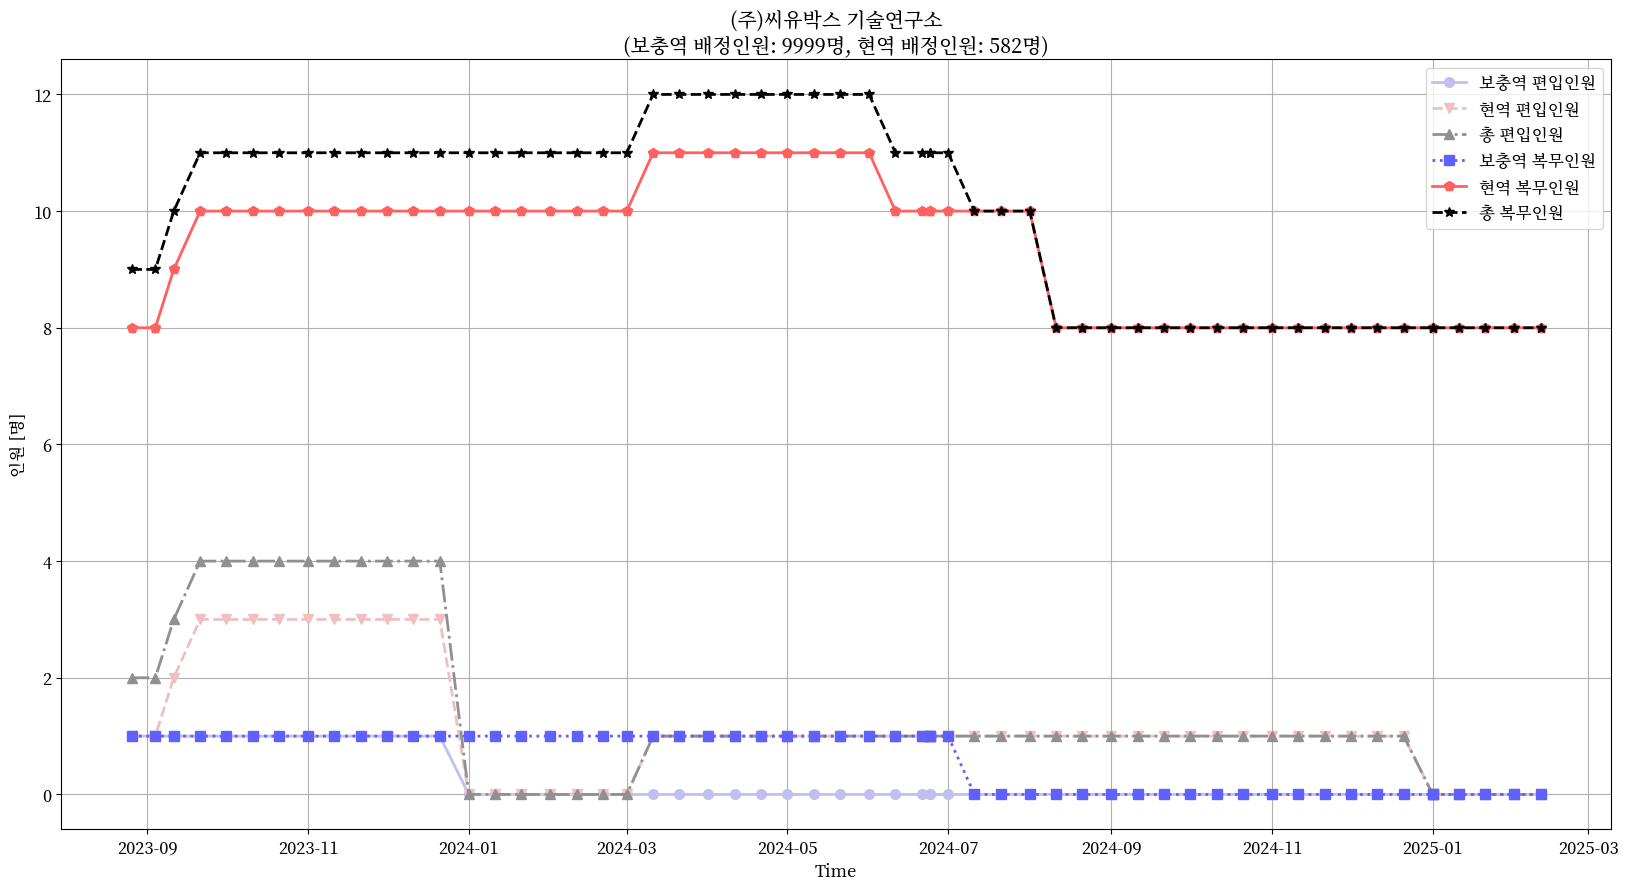 (주)씨유박스 기술연구소
(보충역 배정인원: 9999명, 현역 배정인원: 582명)
보충역 편입인원
현역 편입인원
총 편입인원
보충역 복무인원
현역 복무인원
총 복무인원
인원 [명]
12
10
8
6
4
2
0
2023-09
2023-11
2024-01
2024-03
2024-05
2024-07
2024-09
2024-11
2025-01
2025-03
Time